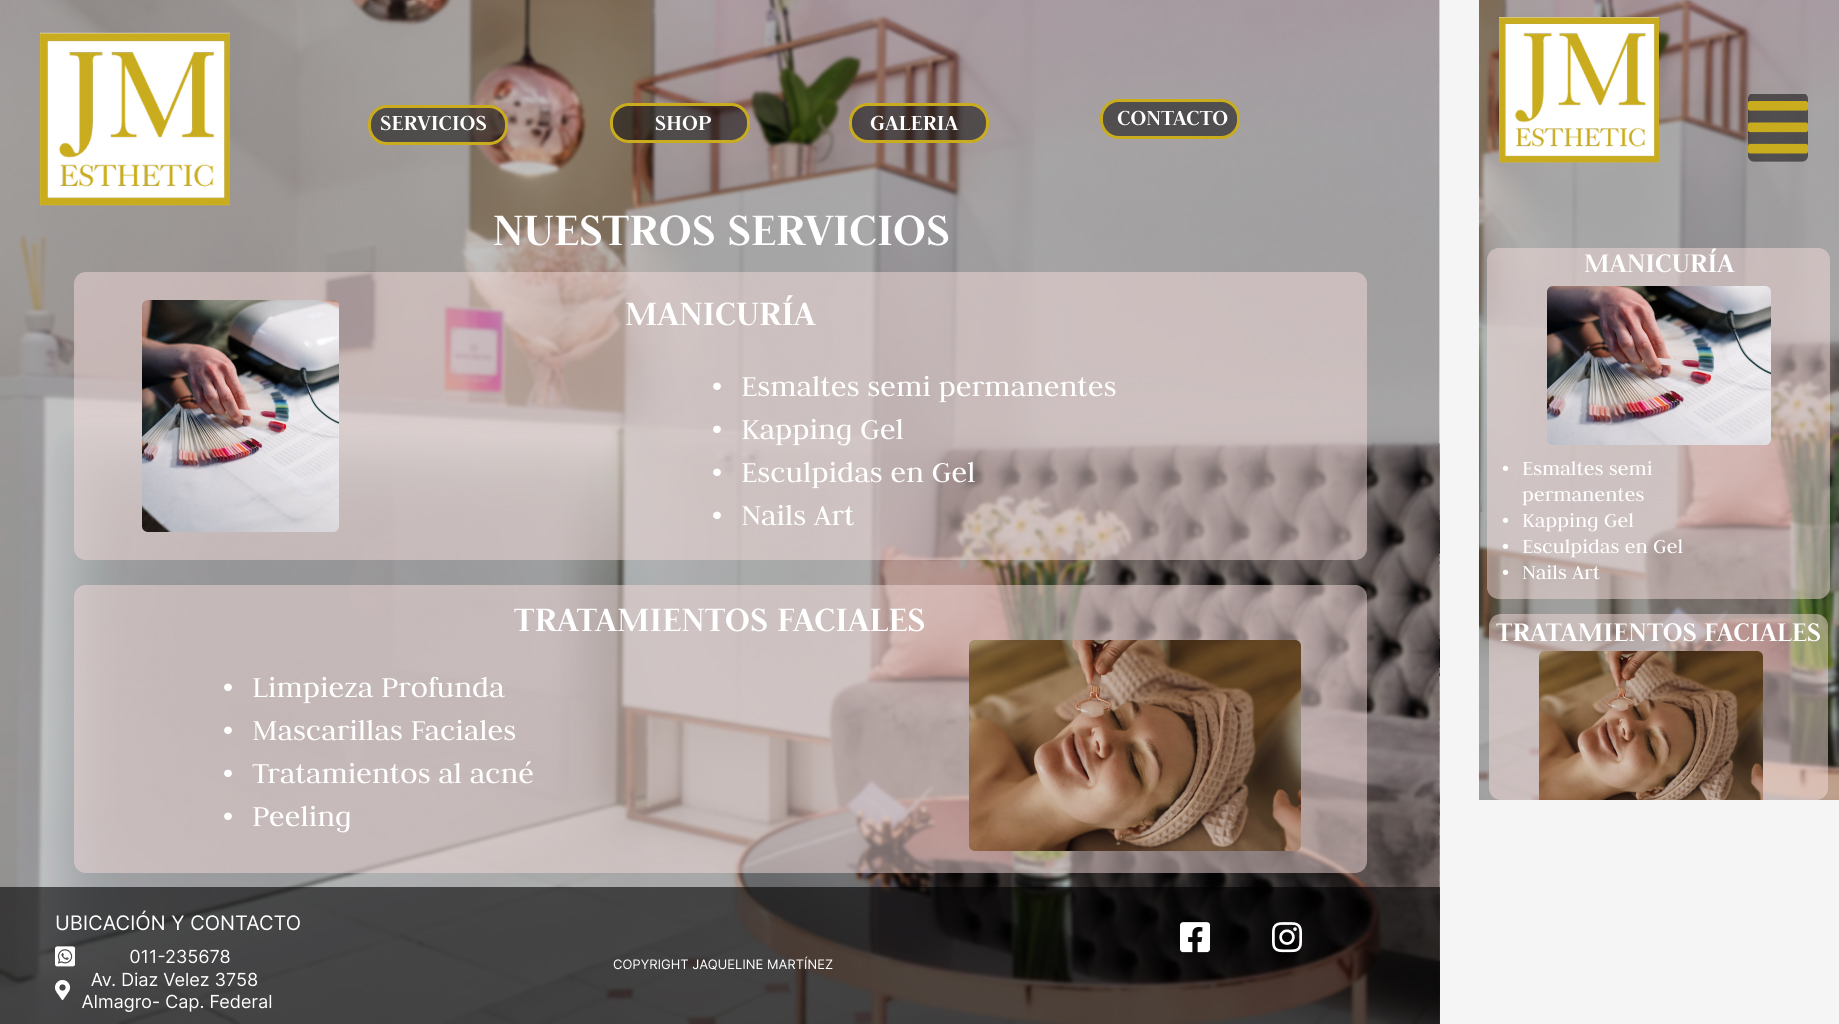 JM
ESTHETIC
SERVICIOS
SHOP
GALERIA
CONTACTO
NUESTROS SERVICIOS
MANICURÍA
• Esmaltes semi permanentes
• Kapping Gel
• Esculpidas en Gel
• Nails Art
TRATAMIENTOS FACIALES
• Limpieza Profunda
• Mascarillas Faciales
• Tratamientos al acné
• Peeling
UBICACIÓN Y CONTACTO
011-235678
Av. Diaz Velez 3758
Almagro- Cap. Federal
COPYRIGHT JAQUELINE MARTÍNEZ
JM
ESTHETIC
MANICURÍA
• Esmaltes semi
permanentes
• Kapping Gel
• Esculpidas en Gel
• Nails Art
TRATAMIENTOS FACIALES